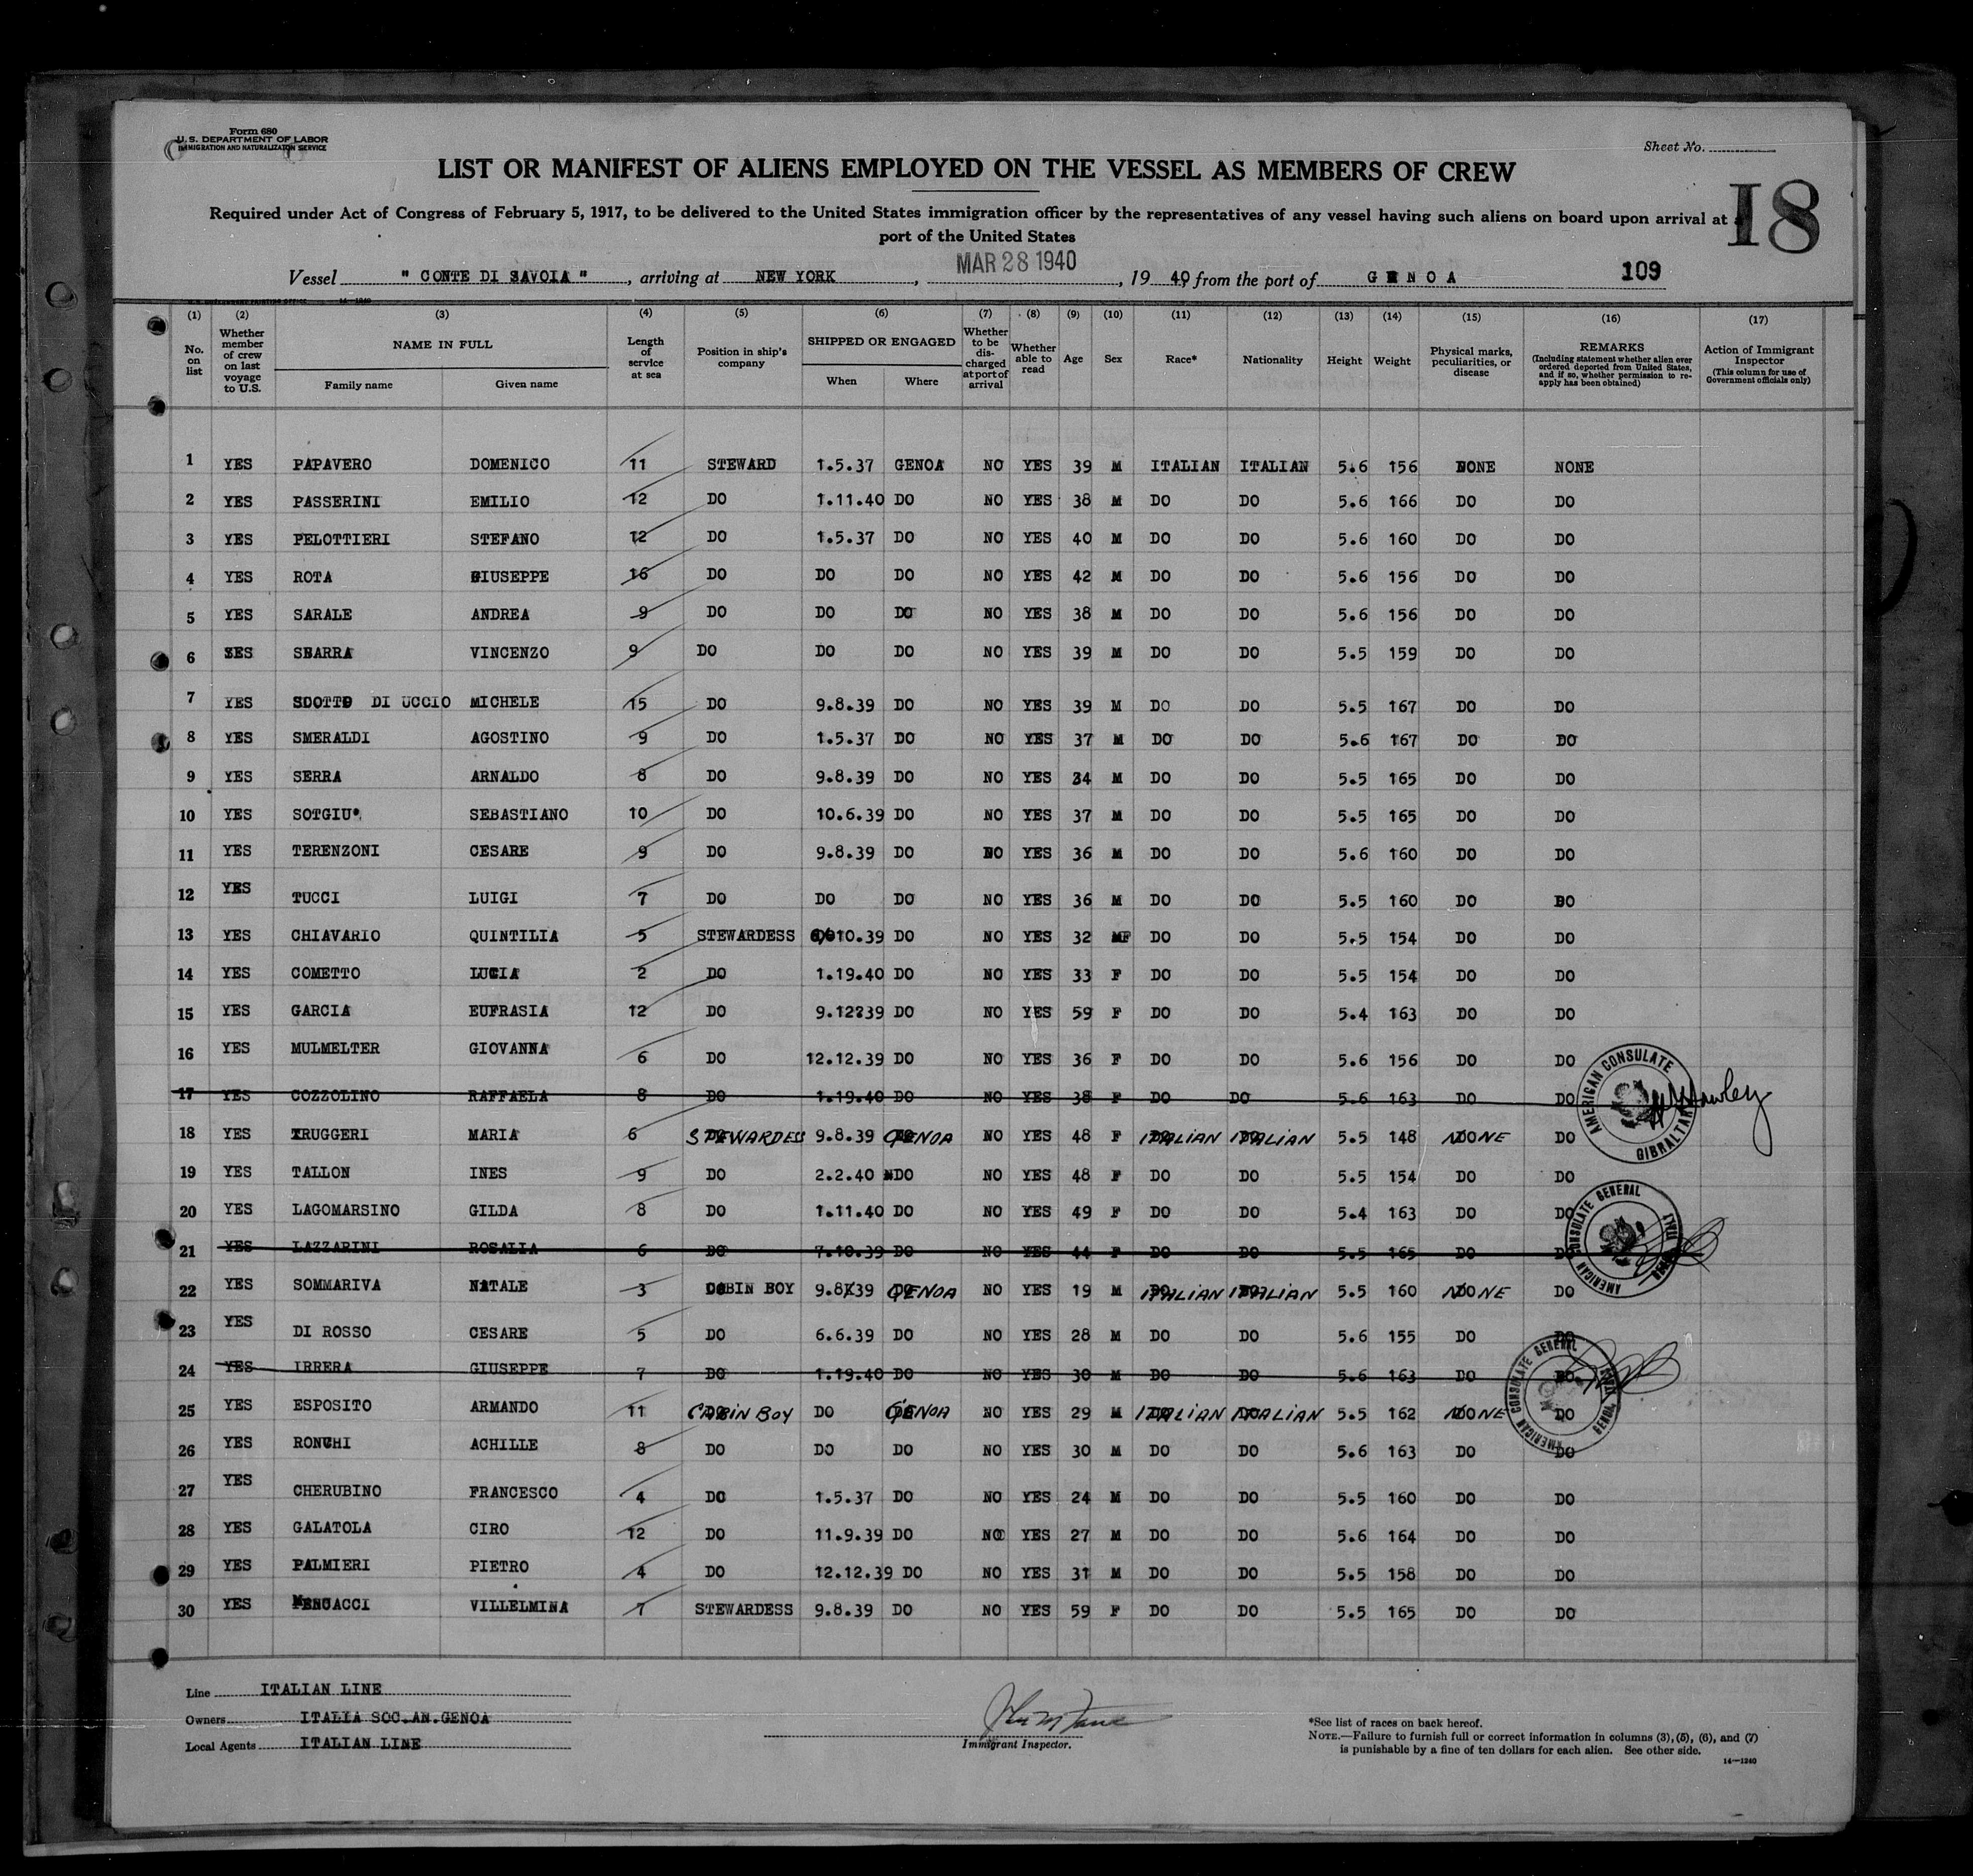 Form 680
U. S. DEPARTMENT OF LABOR
IMMIGRATION AND NATURALIZATION SERVICE
Sheet No.
LIST OR MANIFEST OF ALIENS EMPLOYED ON THE VESSEL AS MEMBERS OF CREW
18
Required under Act of Congress of February 5, 1917, to be delivered to the United States immigration officer by the representatives of any vessel having such aliens on board upon arrival at a
port of the United States
Vessel " CONTE DI SAVOIA ", arriving at NEW YORK, MAR 28 1940, 19 40, from the port of GENOA 109
(1) (2) (3) (4) (5) (6) (7) (8) (9) (10) (11) (12) (13) (14) (15) (16) (17)
No. on list
Whether member of crew on last voyage to U.S.
NAME IN FULL
Family name
Given name
Length of service at sea
Position in ship's company
SHIPPED OR ENGAGED
When
Where
Whether to be discharged at port of arrival
Whether able to read
Age
Sex
Race*
Nationality
Height
Weight
Physical marks, peculiarities, or disease
REMARKS
(Including statement whether alien ever ordered deported from United States, and if so, whether permission to reapply has been obtained)
Action of Immigrant Inspector
(This column for use of Government officials only)
1 YES PAPAVERO DOMENICO 11 STEWARD 1.5.37 GENOA NO YES 39 M ITALIAN ITALIAN 5.6 156 NONE NONE
2 YES PASSERINI EMILIO 12 DO 1.11.40 DO NO YES 38 M DO DO 5.6 166 DO DO
3 YES PELOTTIERI STEFANO 12 DO 1.5.37 DO NO YES 40 M DO DO 5.6 160 DO DO
4 YES ROTA GIUSEPPE 16 DO DO DO NO YES 42 M DO DO 5.6 156 DO DO
5 YES SARALE ANDREA 9 DO DO DO NO YES 38 M DO DO 5.6 156 DO DO
6 YES SBARRA VINCENZO 9 DO DO DO NO YES 39 M DO DO 5.5 159 DO DO
7 YES SCOTTO DI UCCIO MICHELE 15 DO 9.8.39 DO NO YES 39 M DO DO 5.5 167 DO DO
8 YES SMERALDI AGOSTINO 9 DO 1.5.37 DO NO YES 37 M DO DO 5.6 167 DO DO
9 YES SERRA ARNALDO 8 DO 9.8.39 DO NO YES 34 M DO DO 5.5 165 DO DO
10 YES SOTGIU SEBASTIANO 10 DO 10.6.39 DO NO YES 37 M DO DO 5.5 165 DO DO
11 YES TERENZONI CESARE 9 DO 9.8.39 DO NO YES 36 M DO DO 5.6 160 DO DO
12 YES TUCCI LUIGI 7 DO DO DO NO YES 36 M DO DO 5.5 160 DO DO
13 YES CHIAVARIO QUINTILIA 5 STEWARDESS 10.39 DO NO YES 32 F DO DO 5.5 154 DO DO
14 YES COMETTO LUCIA 2 DO 1.19.40 DO NO YES 33 F DO DO 5.5 154 DO DO
15 YES GARCIA EUFRASIA 12 DO 9.12?39 DO NO YES 59 F DO DO 5.4 163 DO DO
16 YES MULMELTER GIOVANNA 6 DO 12.12.39 DO NO YES 36 F DO DO 5.6 156 DO DO
17 YES COZZOLINO RAFFAELA 8 DO 1.19.40 DO NO YES 38 F DO DO 5.6 163 DO DO
AMERICAN CONSULATE GIBRALTAR
18 YES RUGGERI MARIA 6 STEWARDES 9.8.39 GENOA NO YES 48 F ITALIAN ITALIAN 5.5 148 NONE DO
19 YES TALLON INES 9 DO 2.2.40 DO NO YES 48 F DO DO 5.5 154 DO DO
20 YES LAGOMARSINO GILDA 8 DO 1.11.40 DO NO YES 49 F DO DO 5.4 163 DO DO
21 YES LAZZARINI ROSALIA 6 DO 7.10.39 DO NO YES 44 F DO DO 5.5 165 DO DO
AMERICAN CONSULATE GENERAL GENOA ITALY
22 YES SOMMARIVA NATALE 3 CABIN BOY 9.8.39 GENOA NO YES 19 M ITALIAN ITALIAN 5.5 160 NONE DO
23 YES DI ROSSO CESARE 5 DO 6.6.39 DO NO YES 28 M DO DO 5.6 155 DO DO
24 YES IRRERA GIUSEPPE 7 DO 1.19.40 DO NO YES 30 M DO DO 5.6 163 DO DO
AMERICAN CONSULATE GENERAL GENOA ITALY
25 YES ESPOSITO ARMANDO 11 CABIN BOY DO GENOA NO YES 29 M ITALIAN ITALIAN 5.5 162 NONE DO
26 YES RONCHI ACHILLE 8 DO DO DO NO YES 30 M DO DO 5.6 163 DO DO
27 YES CHERUBINO FRANCESCO 4 DO 1.5.37 DO NO YES 24 M DO DO 5.5 160 DO DO
28 YES GALATOLA CIRO 12 DO 11.9.39 DO NO YES 27 M DO DO 5.6 164 DO DO
29 YES PALMIERI PIETRO 4 DO 12.12.39 DO NO YES 31 M DO DO 5.5 158 DO DO
30 YES VILLELMINA 7 STEWARDESS 9.8.39 DO NO YES 59 F DO DO 5.5 165 DO DO
Line ITALIAN LINE
Owners ITALIA SOC.AN.GENOA
Local Agents ITALIAN LINE
Immigrant Inspector.
*See list of races on back hereof.
NOTE.—Failure to furnish full or correct information in columns (3), (5), (6), and (7)
is punishable by a fine of ten dollars for each alien. See other side.
14—1240